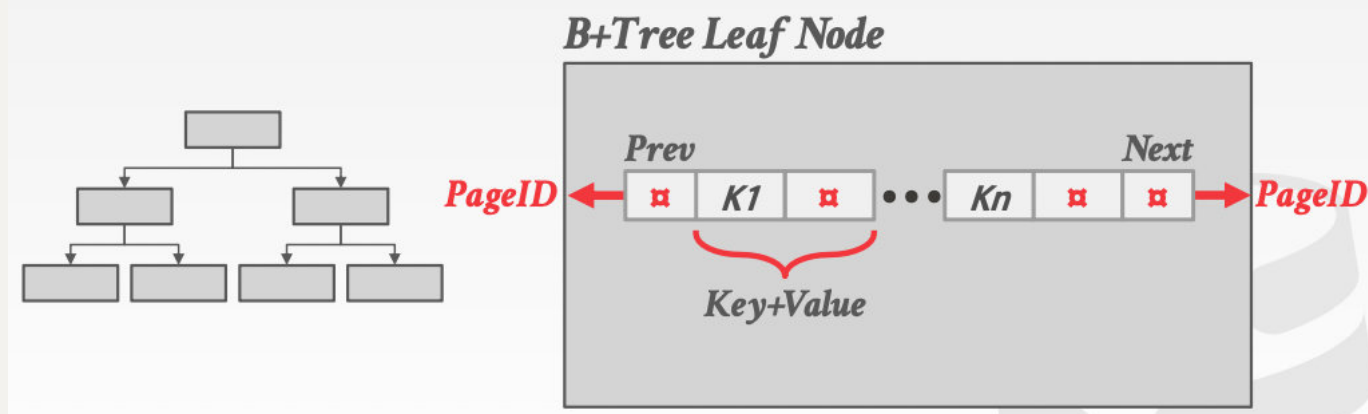 B+Tree Leaf Node
Prev
Next
PageID
¤ K1 ¤ ••• Kn ¤ ¤
PageID
Key+Value